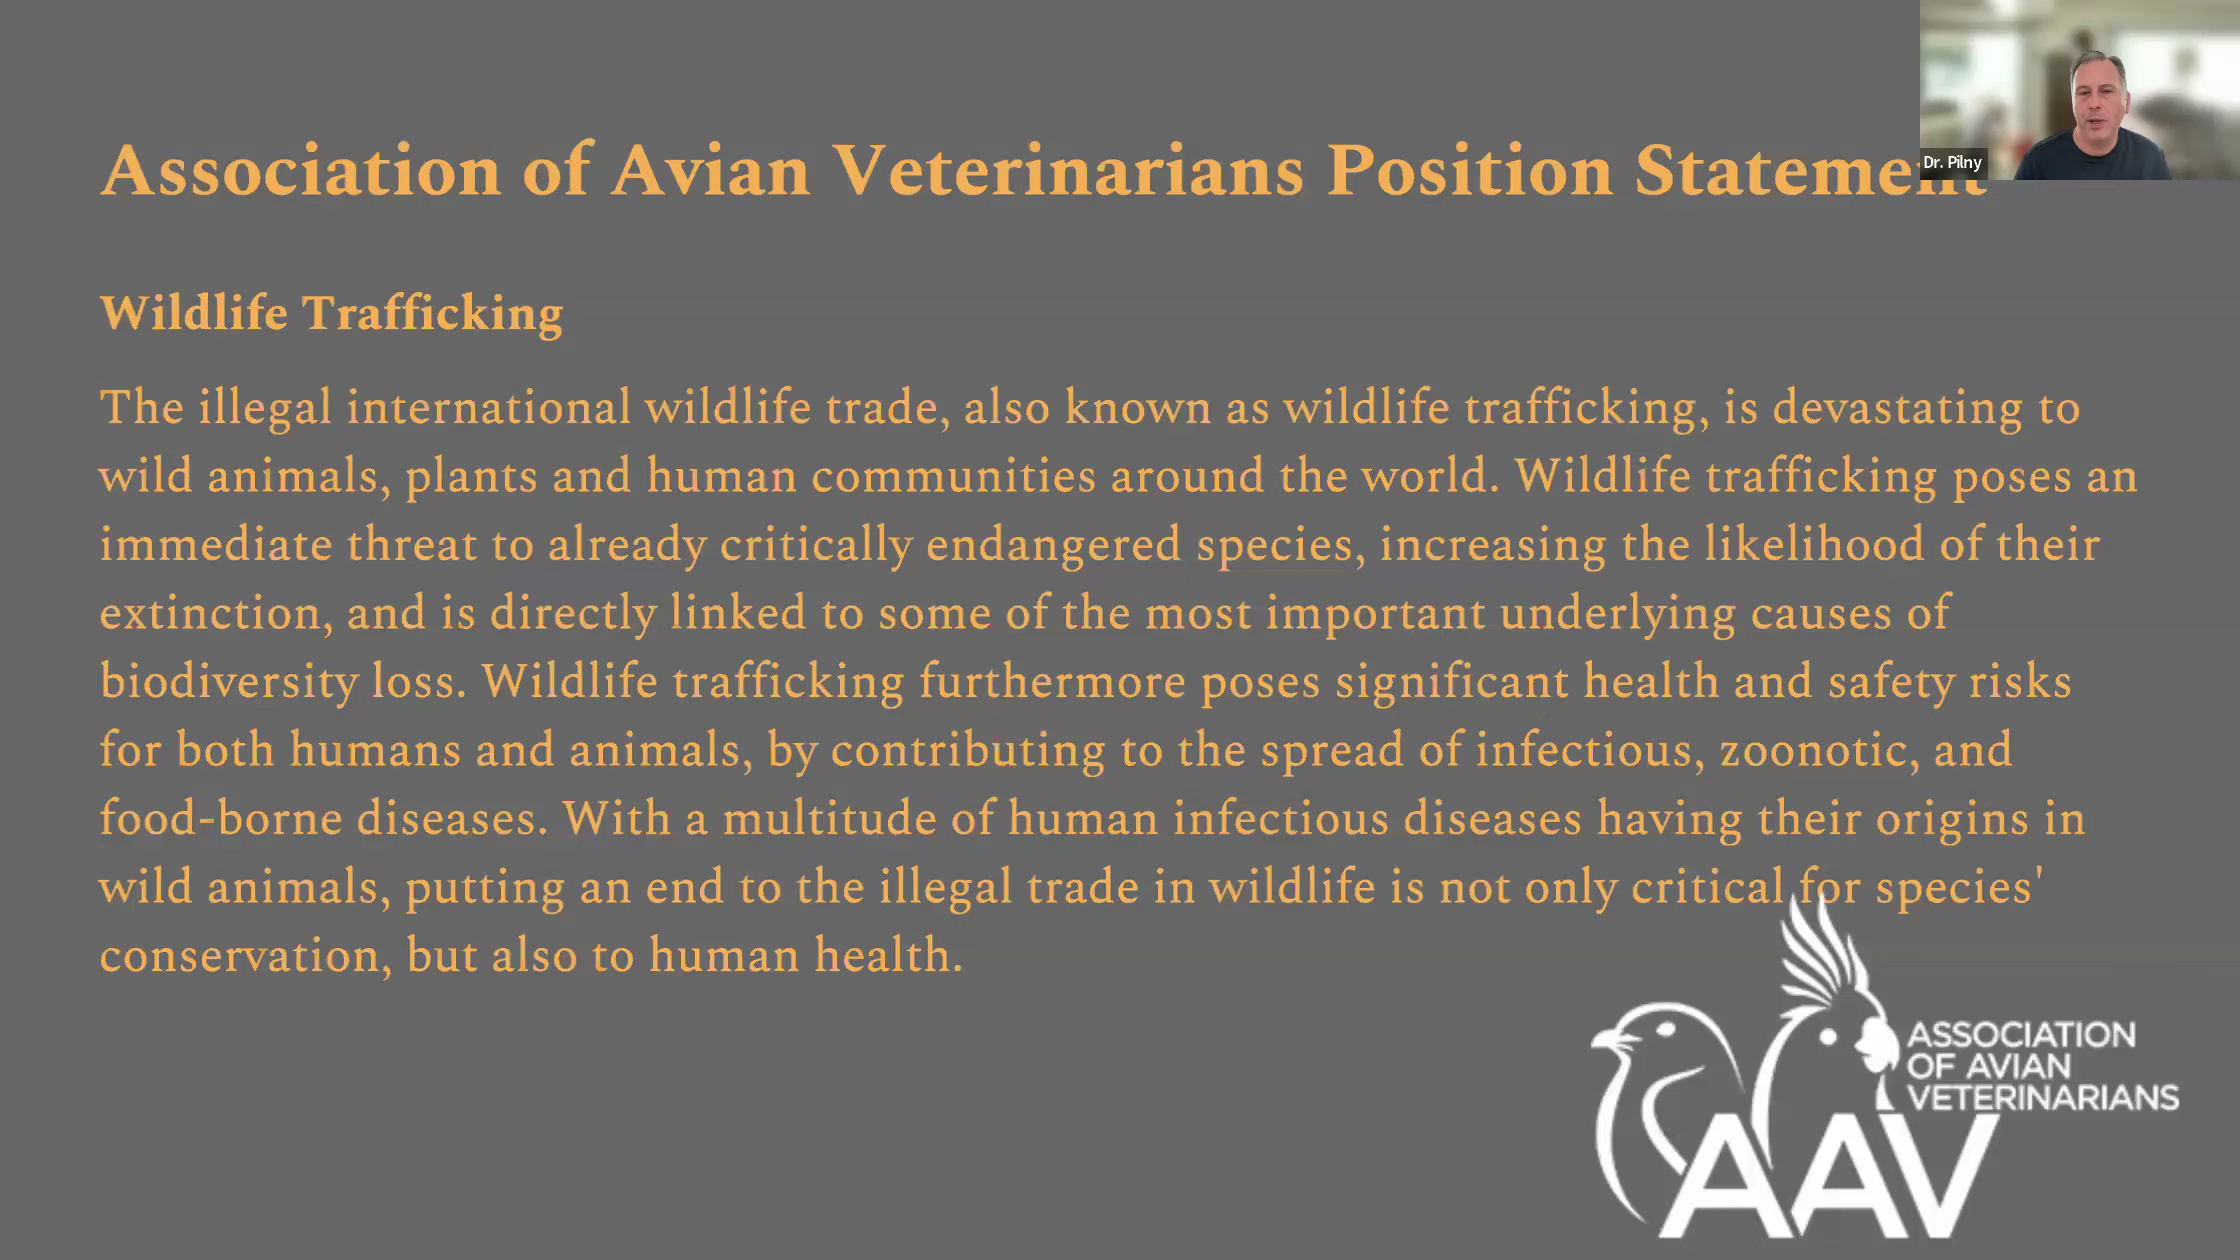 Association of Avian Veterinarians Position Statement
Dr. Pilny
Wildlife Trafficking
The illegal international wildlife trade, also known as wildlife trafficking, is devastating to
wild animals, plants and human communities around the world. Wildlife trafficking poses an
immediate threat to already critically endangered species, increasing the likelihood of their
extinction, and is directly linked to some of the most important underlying causes of
biodiversity loss. Wildlife trafficking furthermore poses significant health and safety risks
for both humans and animals, by contributing to the spread of infectious, zoonotic, and
food-borne diseases. With a multitude of human infectious diseases having their origins in
wild animals, putting an end to the illegal trade in wildlife is not only critical for species'
conservation, but also to human health.
ASSOCIATION
OF AVIAN
VETERINARIANS
AAV